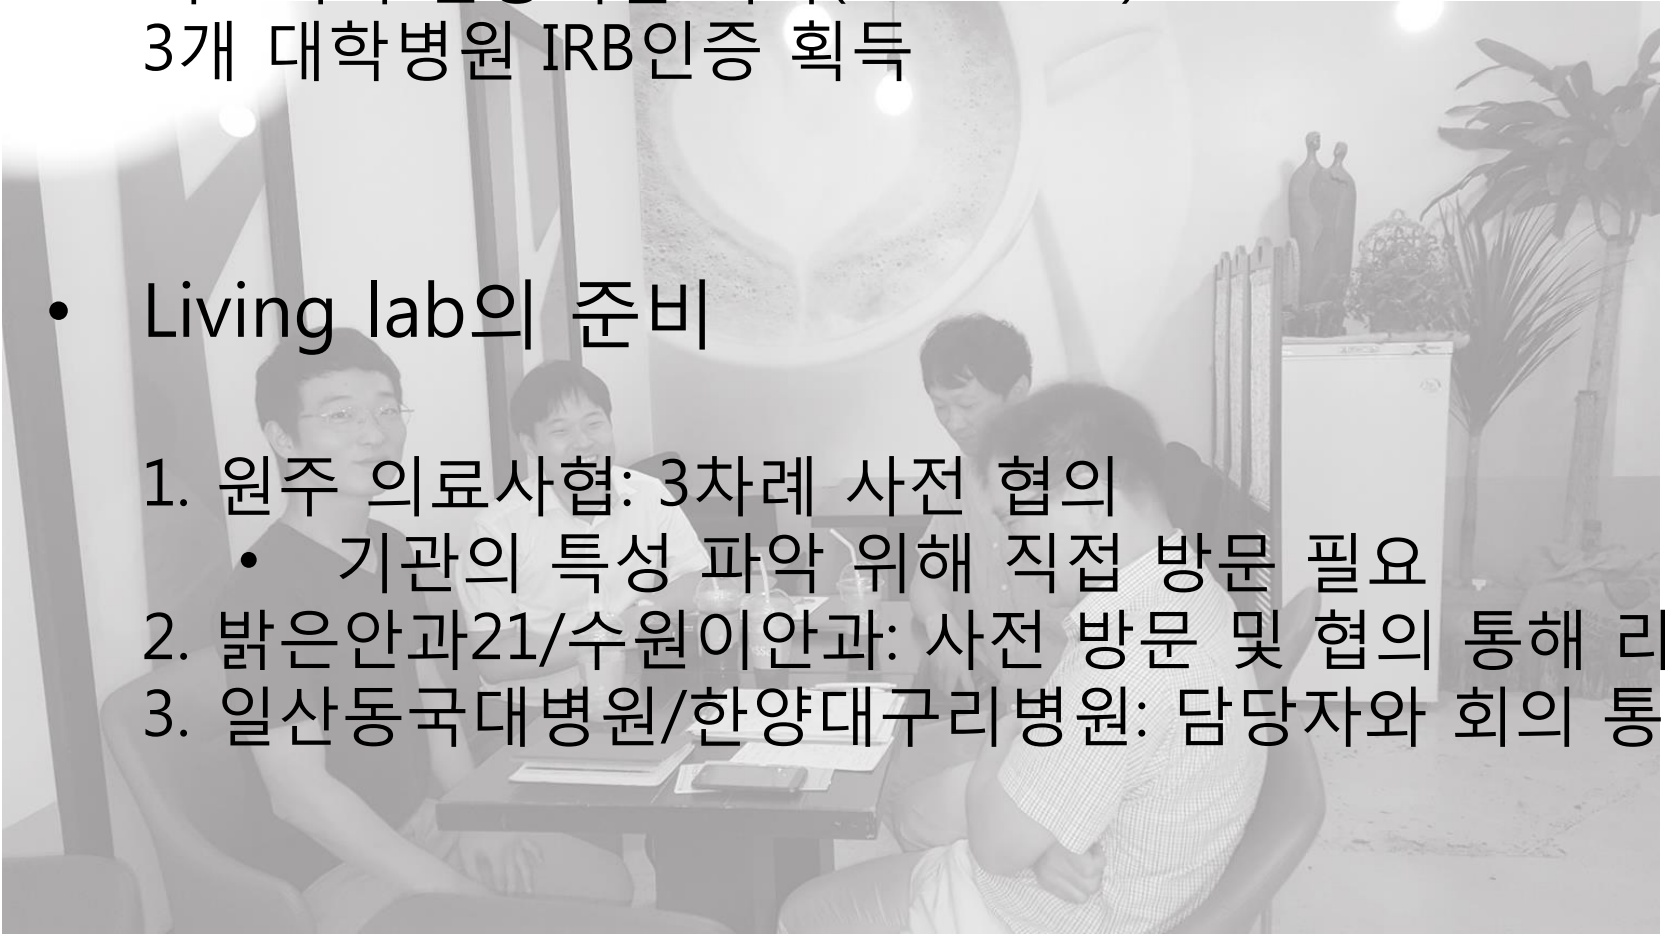 3개 대학병원 IRB인증 획득
• Living lab의 준비
1. 원주 의료사협: 3차례 사전 협의
• 기관의 특성 파악 위해 직접 방문 필요
2. 밝은안과21/수원이안과: 사전 방문 및 협의 통해 리
3. 일산동국대병원/한양대구리병원: 담당자와 회의 통